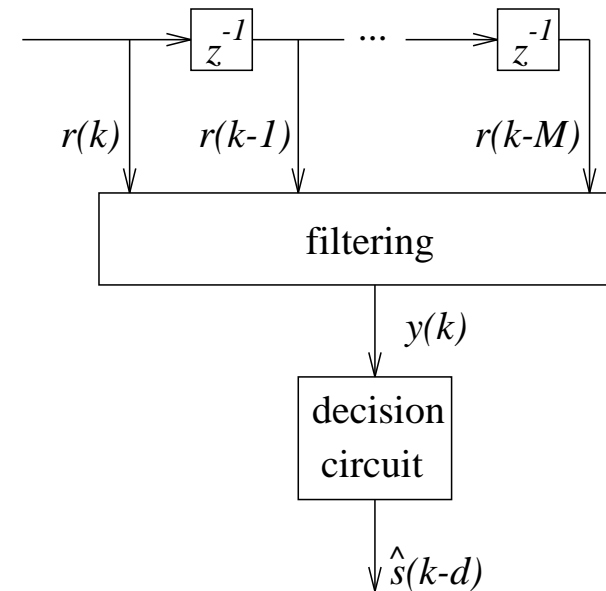 z^{-1} ... z^{-1}
r(k) r(k-1) r(k-M)
filtering
y(k)
decision
circuit
ŝ(k-d)